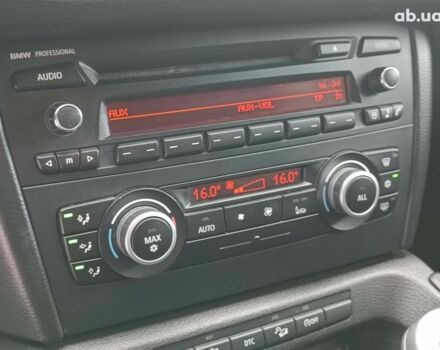 ab.ua
BMW PROFESSIONAL
AUDIO
MENU
16:04
AUX
AUX-VOL
TP
m
16.0° 16.0°
MAX
AUTO
ALL
DTC